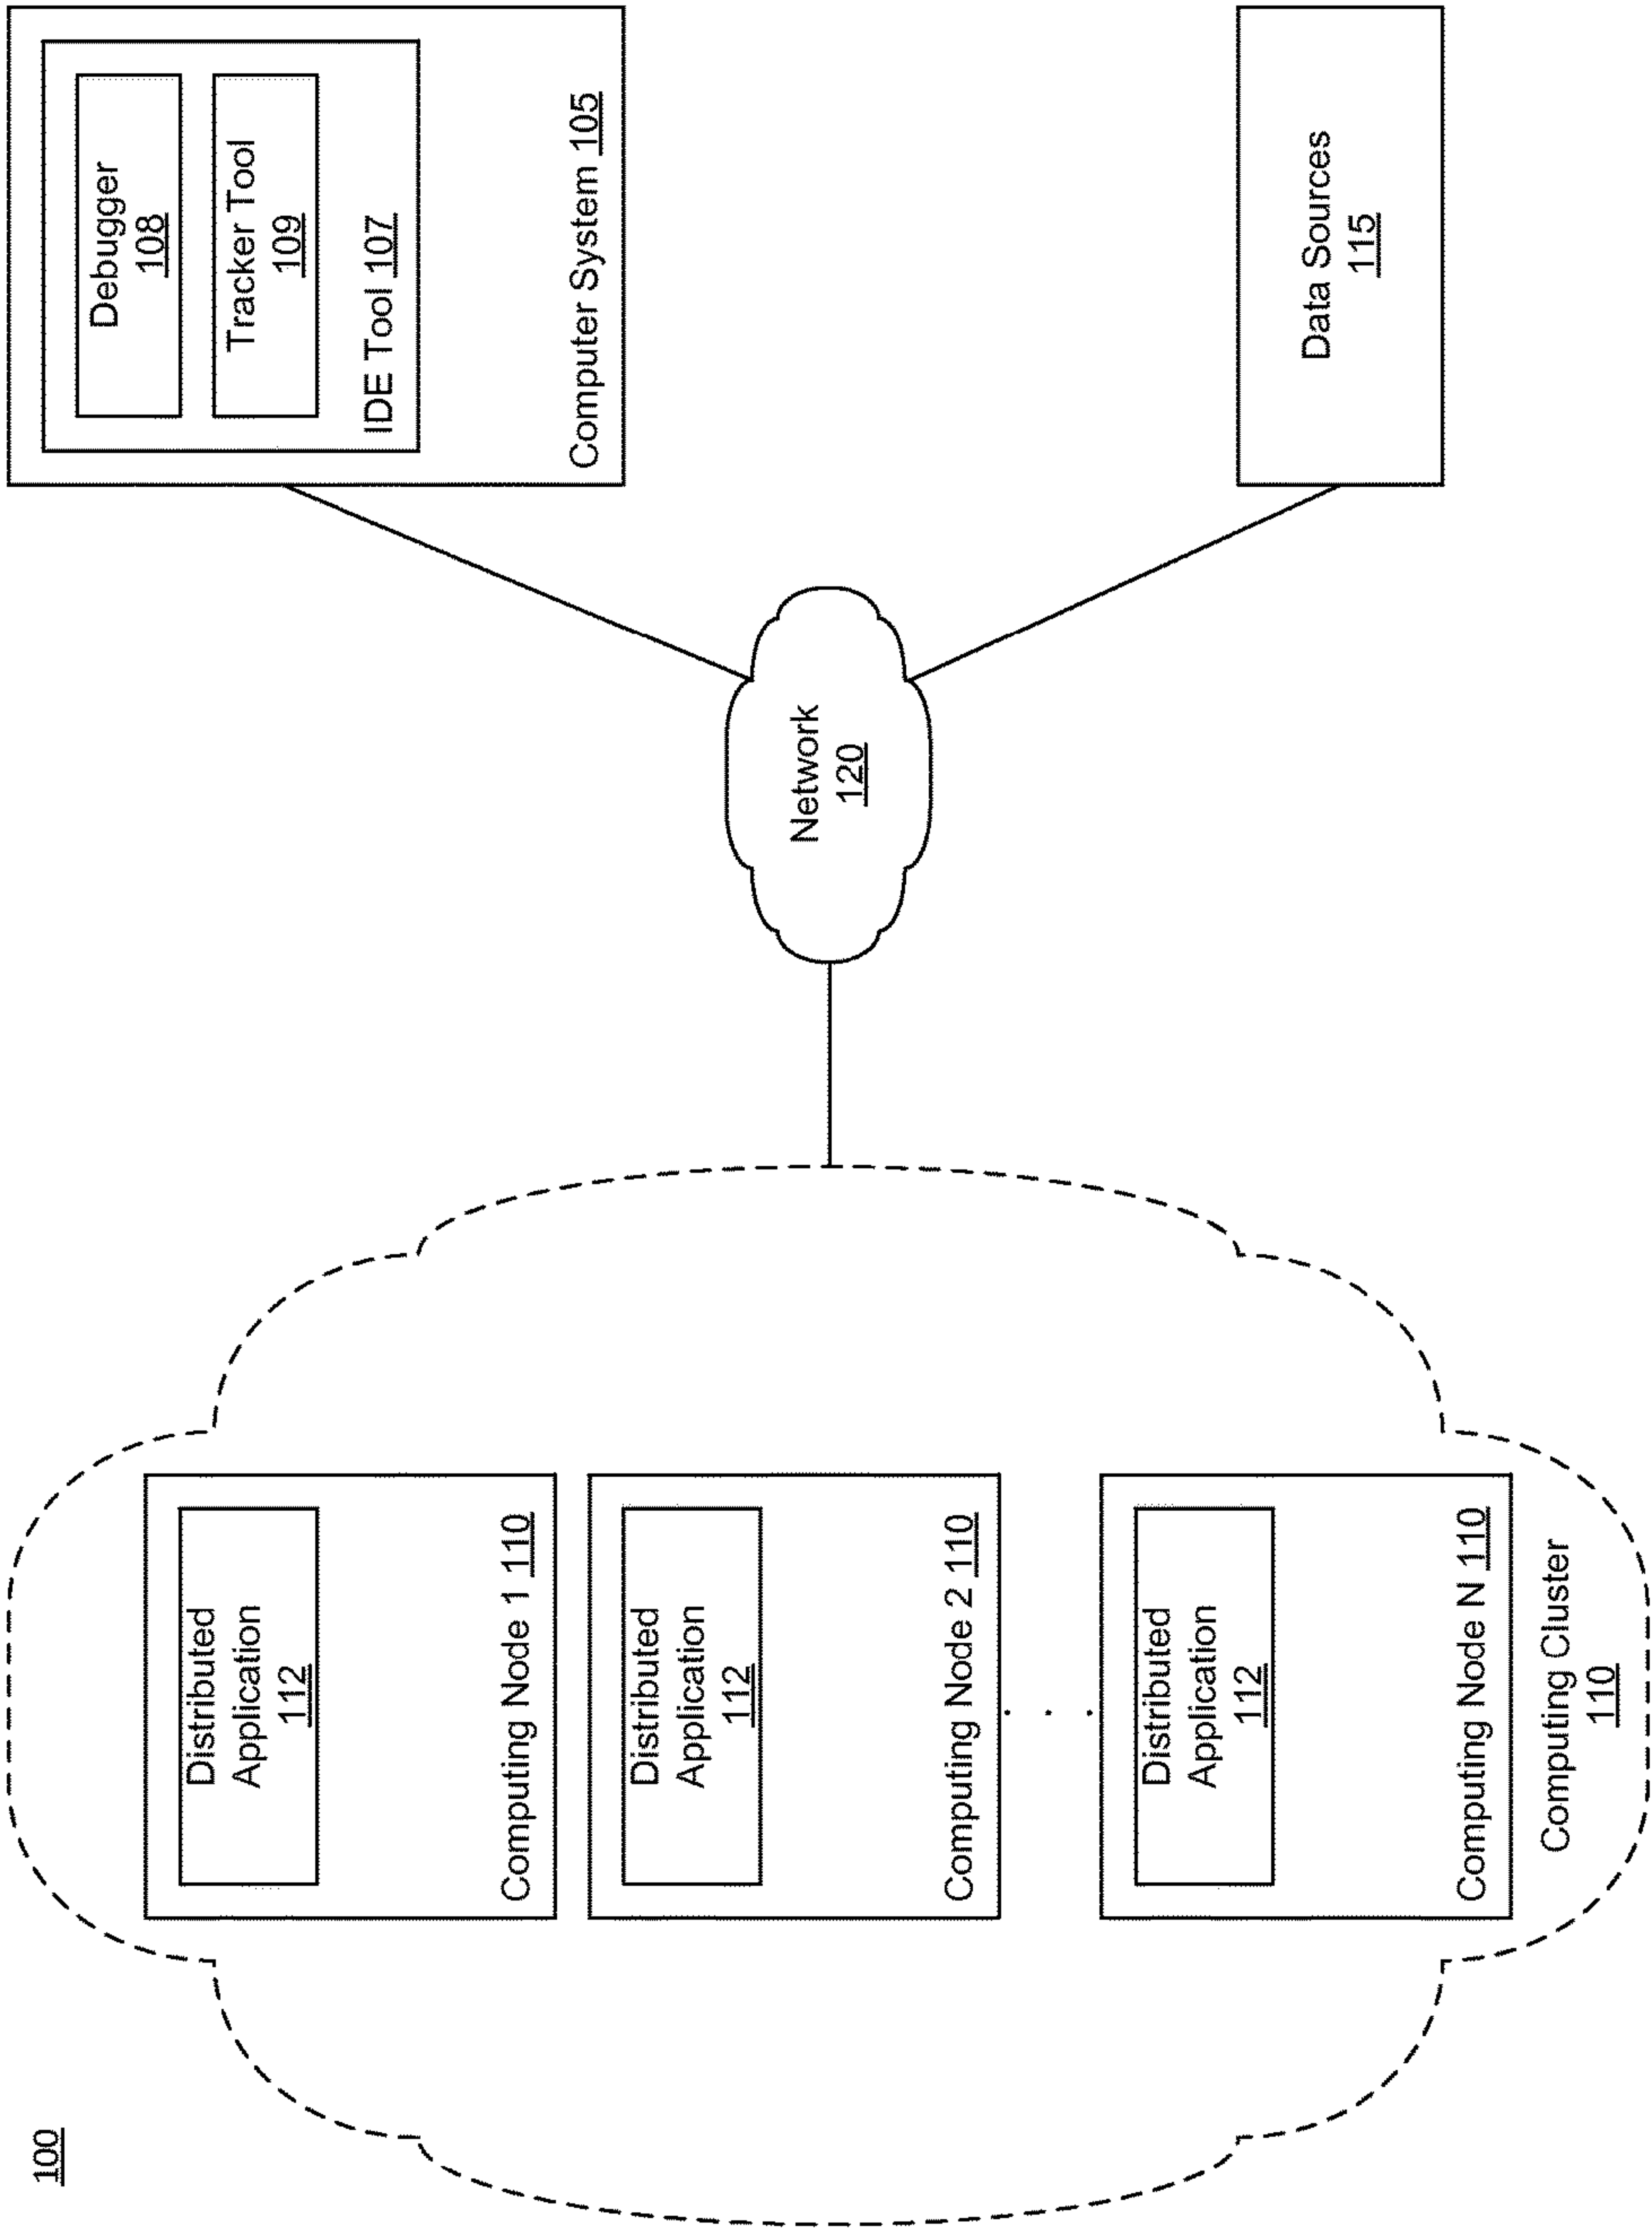 100
Distributed
Application
112
Computing Node 1 110
Distributed
Application
112
Computing Node 2 110
. . .
Distributed
Application
112
Computing Node N 110
Computing Cluster
110
Network
120
Debugger
108
Tracker Tool
109
IDE Tool 107
Computer System 105
Data Sources
115